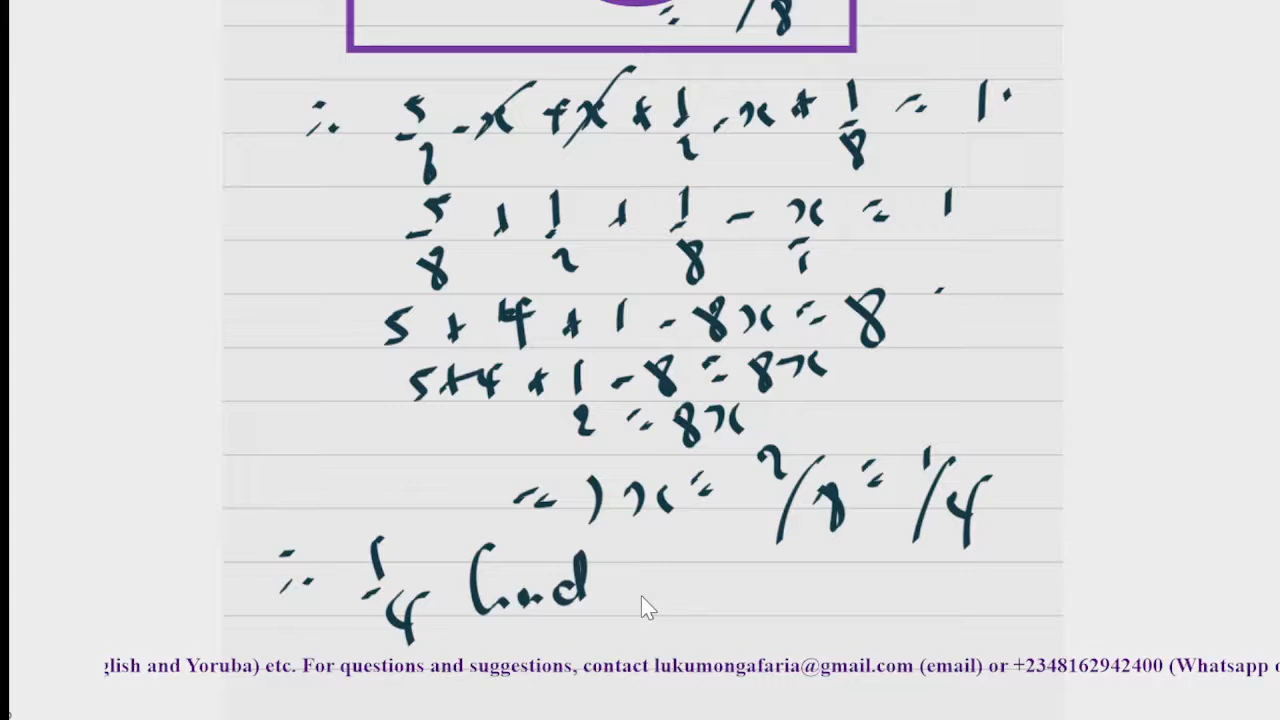 = /8
∴ 5/8 - x + x + 1/2 - x + 1/8 = 1.
5/8 + 1/2 + 1/8 - x/1 = 1
5 + 4 + 1 - 8x = 8
5+4 + 1 - 8 = 8x
2 = 8x
=) x = 2/8 = 1/4
∴ 1/4 had
glish and Yoruba) etc. For questions and suggestions, contact lukumongafaria@gmail.com (email) or +2348162942400 (Whatsapp